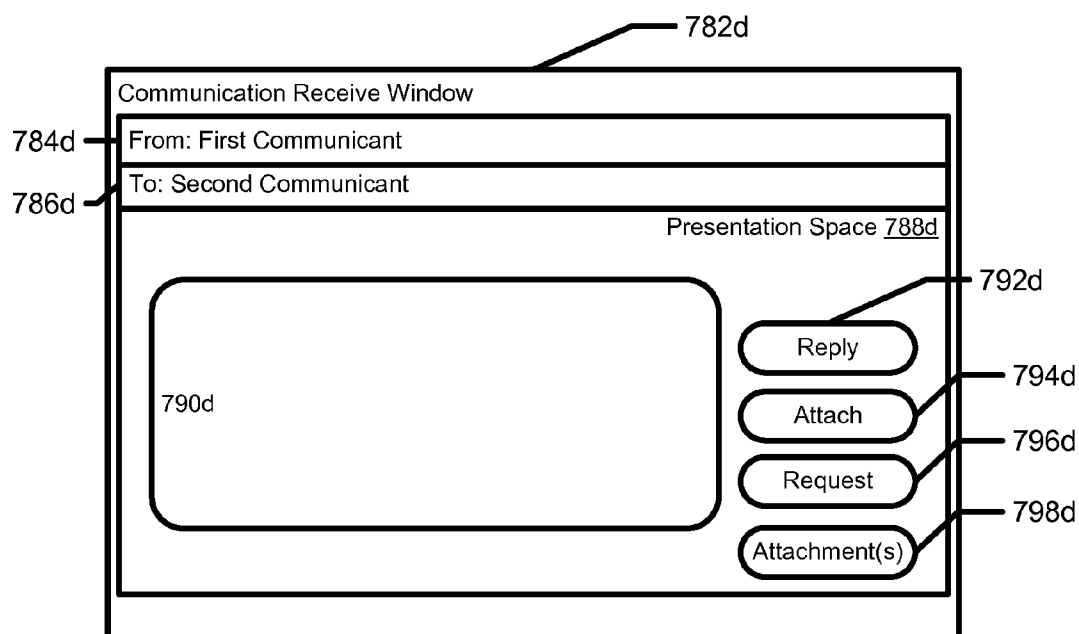 782d
Communication Receive Window
784d
From: First Communicant
786d
To: Second Communicant
Presentation Space 788d
792d
Reply
794d
790d
Attach
796d
Request
798d
Attachment(s)